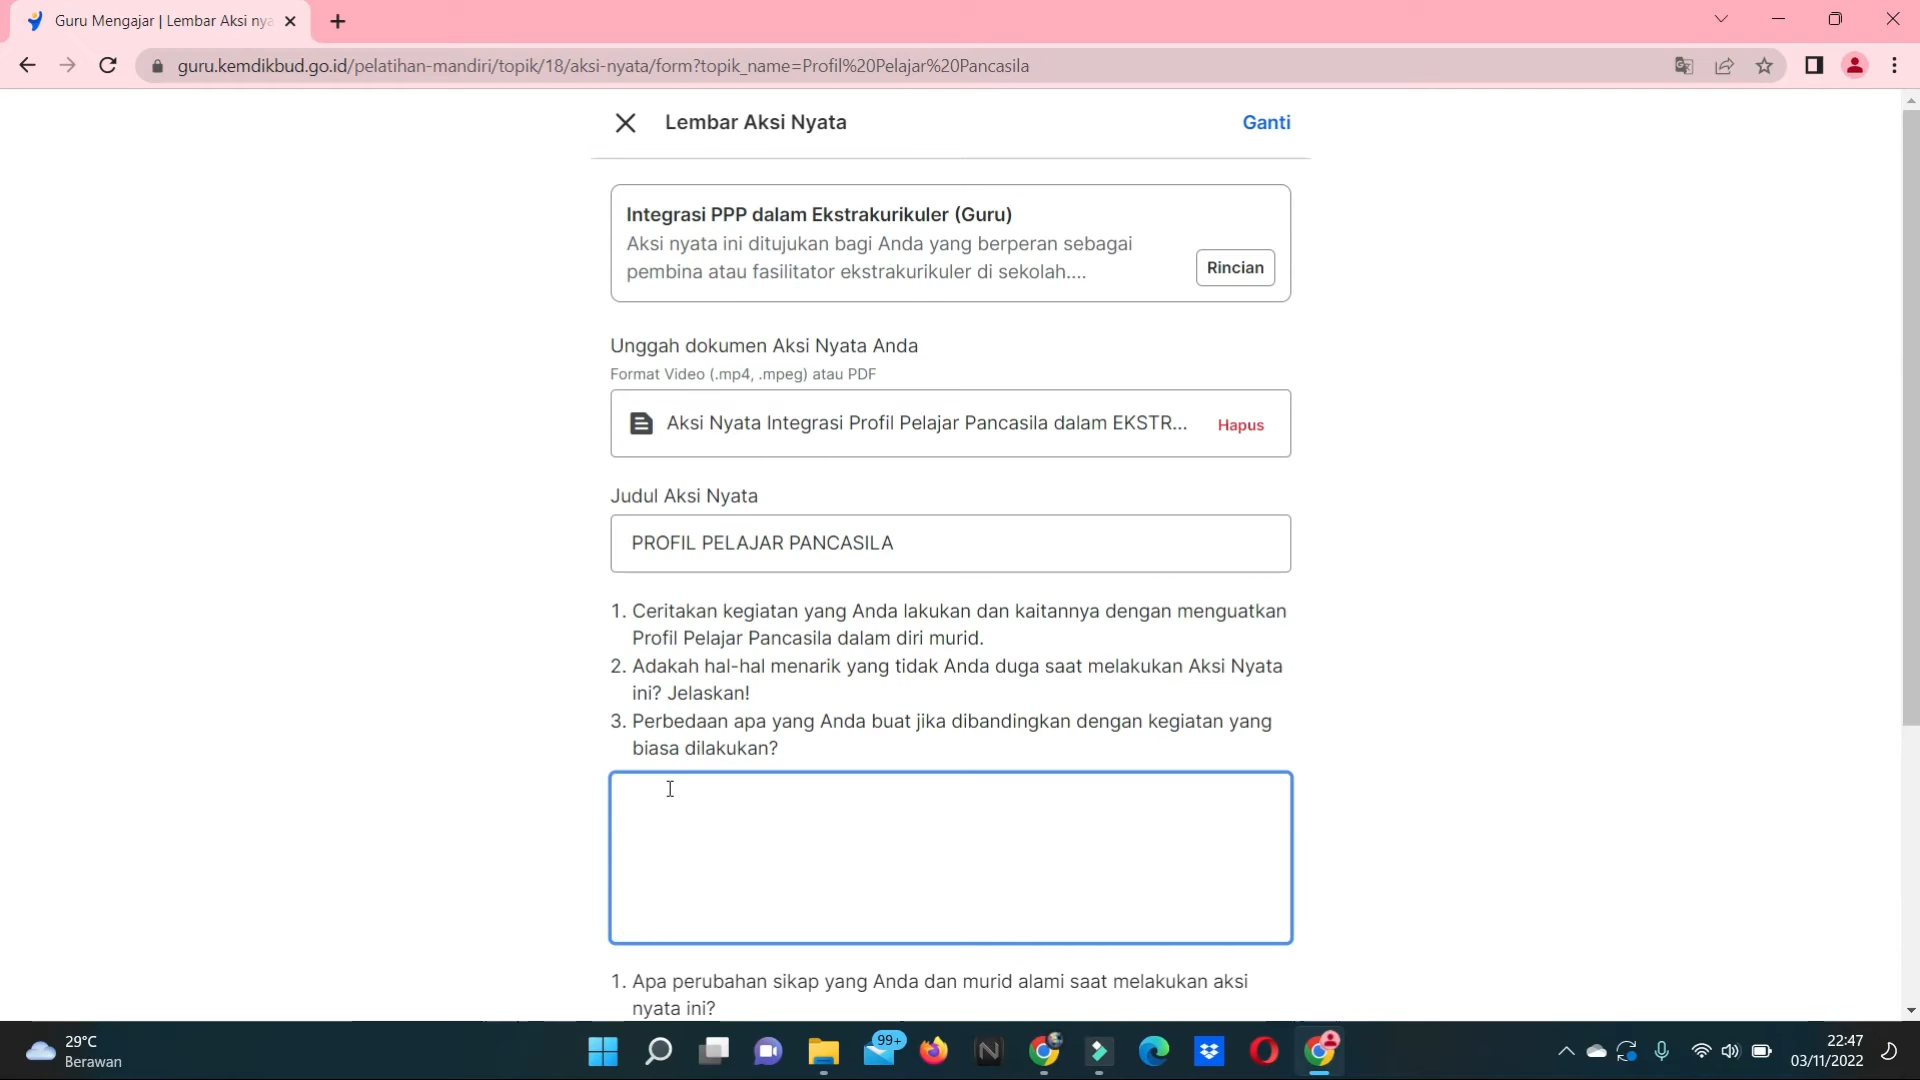 Guru Mengajar | Lembar Aksi nya
guru.kemdikbud.go.id/pelatihan-mandiri/topik/18/aksi-nyata/form?topik_name=Profil%20Pelajar%20Pancasila
Lembar Aksi Nyata
Ganti
Integrasi PPP dalam Ekstrakurikuler (Guru)
Aksi nyata ini ditujukan bagi Anda yang berperan sebagai
pembina atau fasilitator ekstrakurikuler di sekolah....
Rincian
Unggah dokumen Aksi Nyata Anda
Format Video (.mp4, .mpeg) atau PDF
Aksi Nyata Integrasi Profil Pelajar Pancasila dalam EKSTR...
Hapus
Judul Aksi Nyata
PROFIL PELAJAR PANCASILA
1. Ceritakan kegiatan yang Anda lakukan dan kaitannya dengan menguatkan
Profil Pelajar Pancasila dalam diri murid.
2. Adakah hal-hal menarik yang tidak Anda duga saat melakukan Aksi Nyata
ini? Jelaskan!
3. Perbedaan apa yang Anda buat jika dibandingkan dengan kegiatan yang
biasa dilakukan?
1. Apa perubahan sikap yang Anda dan murid alami saat melakukan aksi
nyata ini?
29°C
Berawan
99+
22:47
03/11/2022